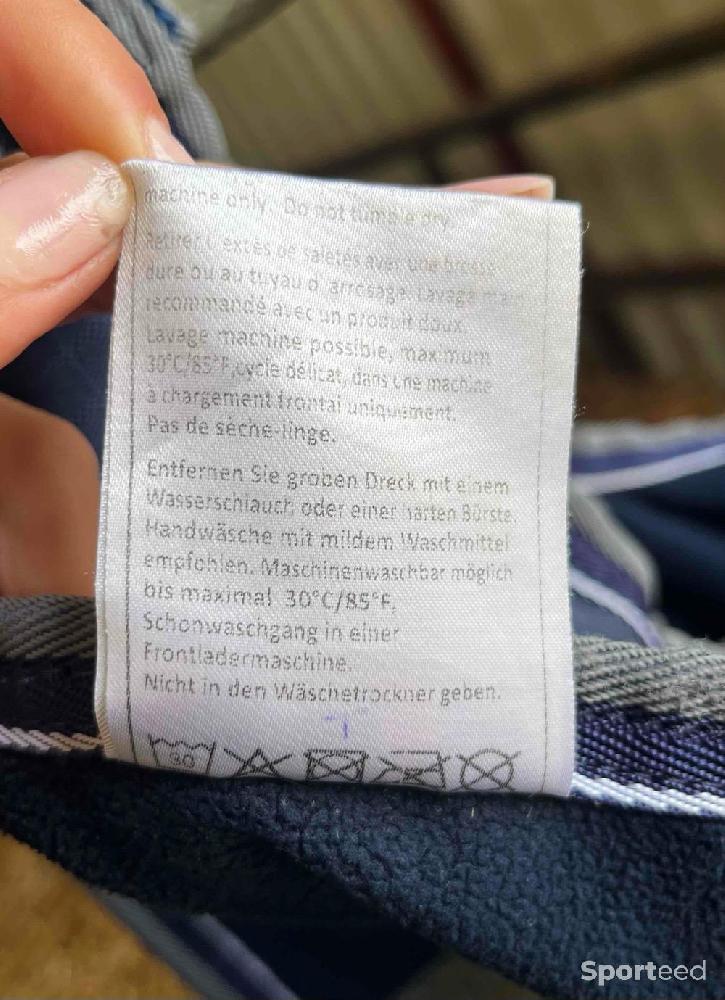 machine only. Do not tumble dry.
Retirer l'excès de saletés avec une brosse
dure ou au tuyau d'arrosage. Lavage main
recommandé avec un produit doux.
Lavage machine possible, maximum
30°C/85°F,cycle délicat, dans une machine
à chargement frontal uniquement.
Pas de sèche-linge.
Entfernen Sie groben Dreck mit einem
Wasserschlauch oder einer harten Bürste.
Handwäsche mit mildem Waschmittel
empfohlen. Maschinenwaschbar möglich
bis maximal 30°C/85°F,
Schonwaschgang in einer
Frontladermaschine.
Nicht in den Wäschetrockner geben.
30
Sporteed